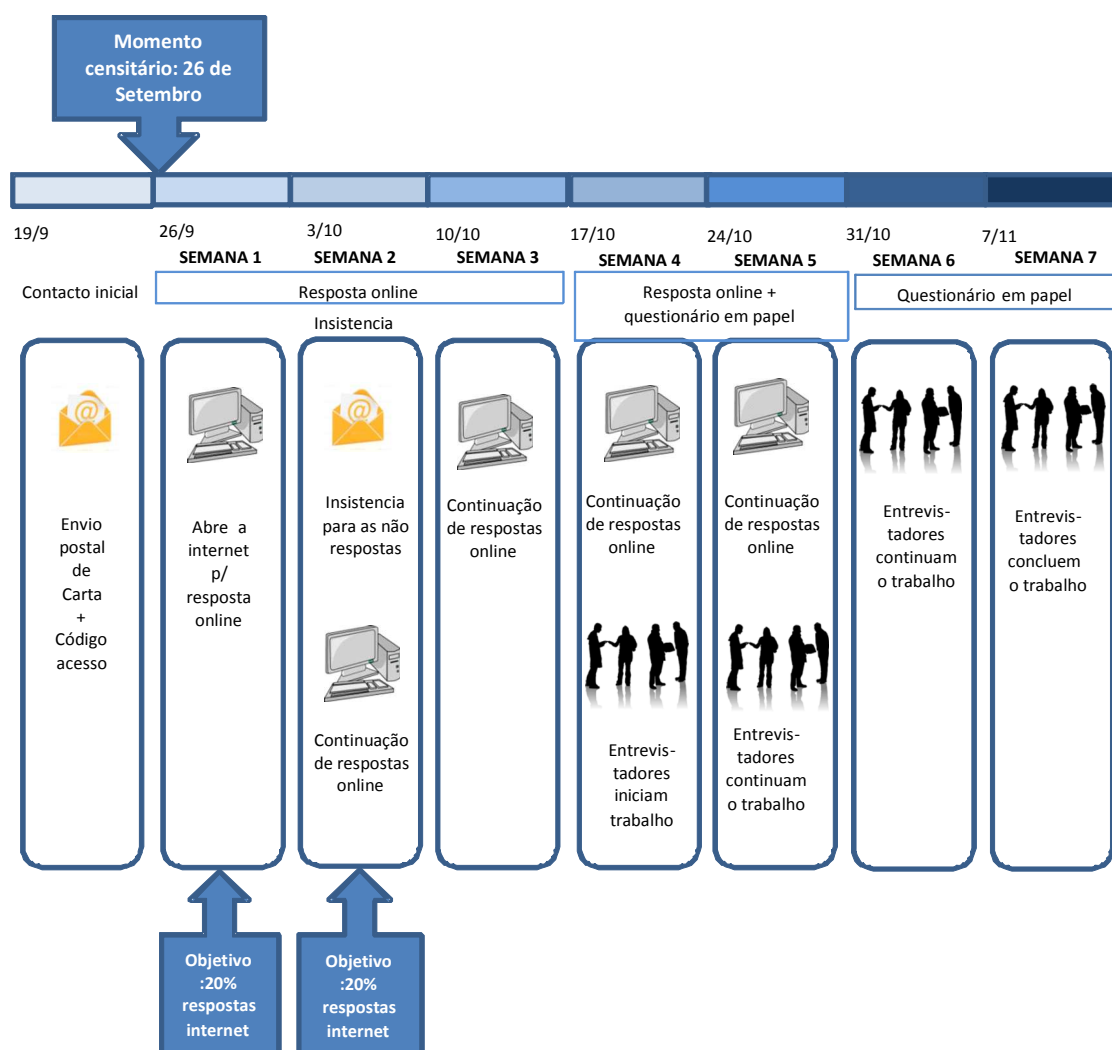 Momento
censitário: 26 de
Setembro
19/9
26/9
SEMANA 1
3/10
SEMANA 2
10/10
SEMANA 3
17/10
SEMANA 4
24/10
SEMANA 5
31/10
SEMANA 6
7/11
SEMANA 7
Contacto inicial
Resposta online
Resposta online +
questionário em papel
Questionário em papel
Insistencia
@
Envio
postal
de
Carta
+
Código
acesso
Abre a
internet
p/
resposta
online
@
Insistencia
para as não
respostas
Continuação
de respostas
online
Continuação
de respostas
online
Continuação
de respostas
online
Entrevis-
tadores
iniciam
trabalho
Continuação
de respostas
online
Entrevis-
tadores
continuam
o trabalho
Entrevis-
tadores
continuam
o trabalho
Entrevis-
tadores
concluem
o trabalho
Objetivo
:20%
respostas
internet
Objetivo
:20%
respostas
internet